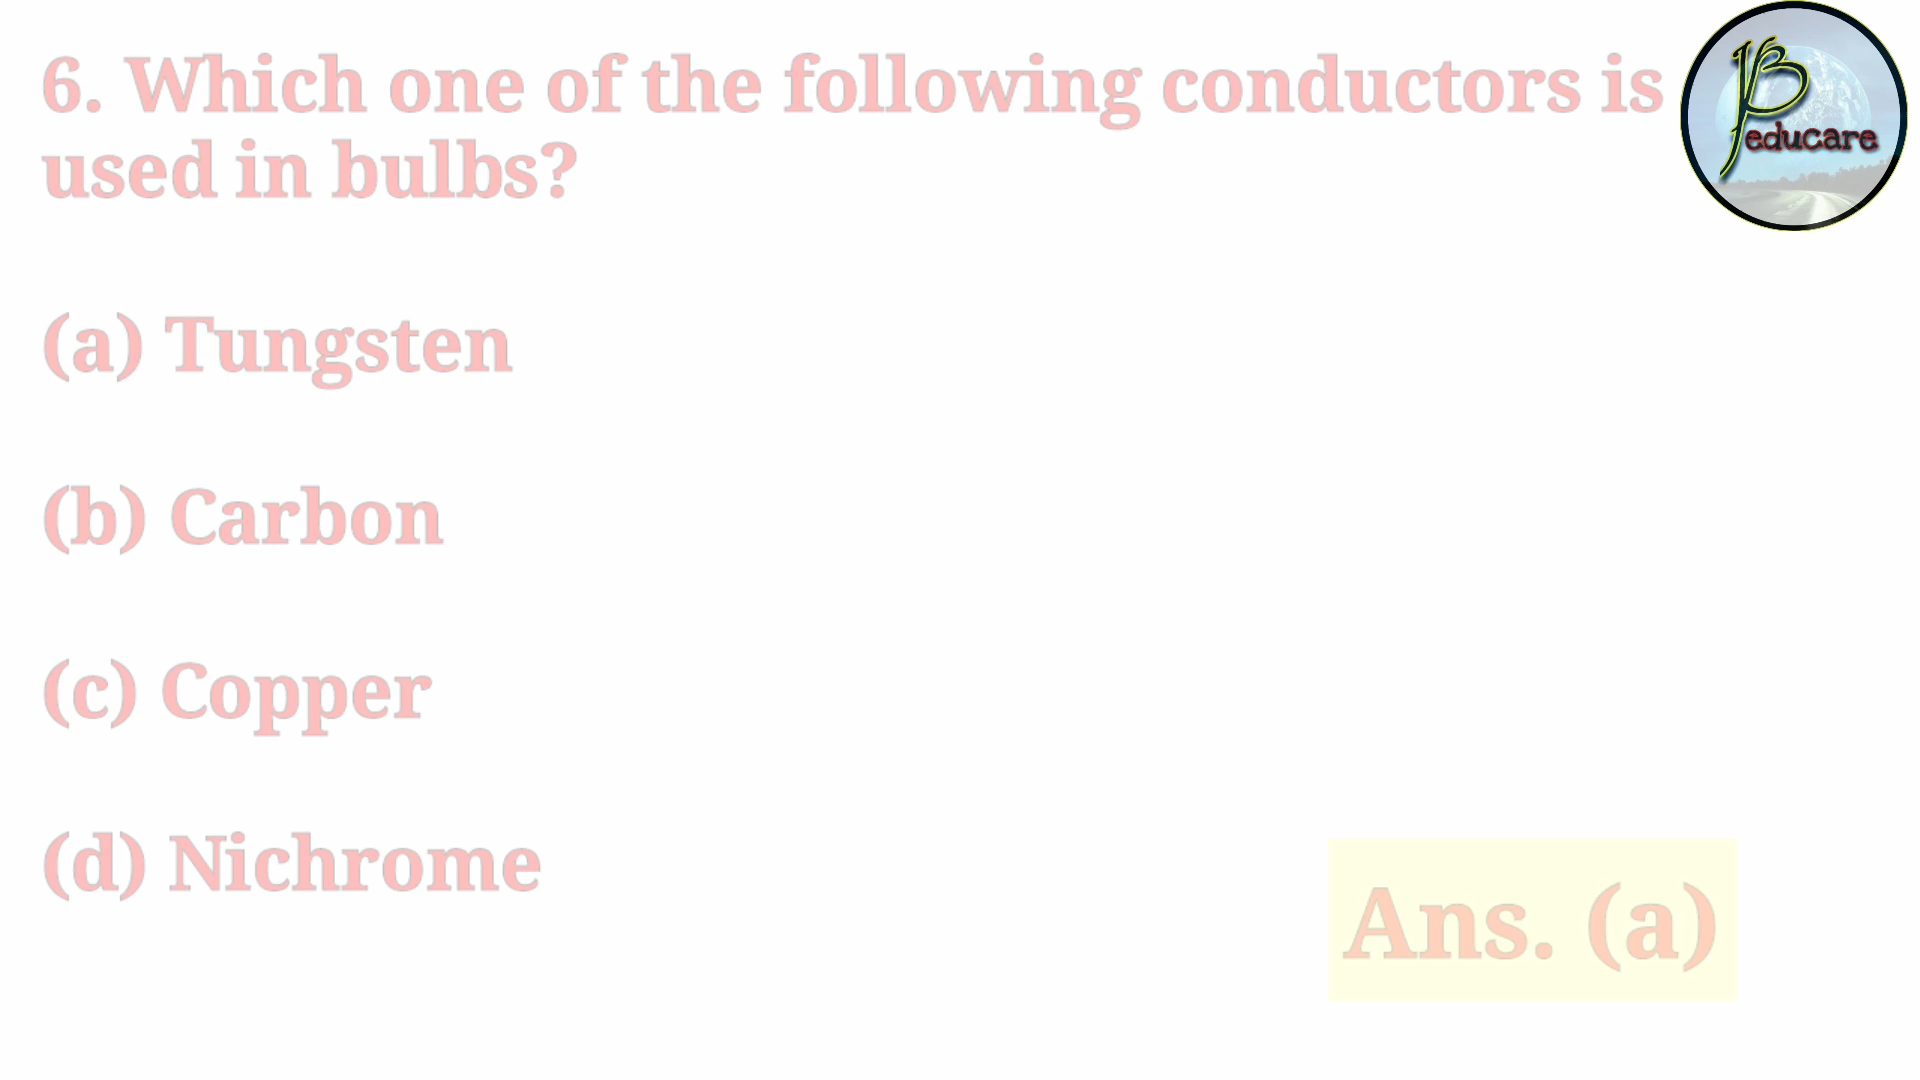 6. Which one of the following conductors is
used in bulbs?
(a) Tungsten
(b) Carbon
(c) Copper
(d) Nichrome
Ans. (a)
educare